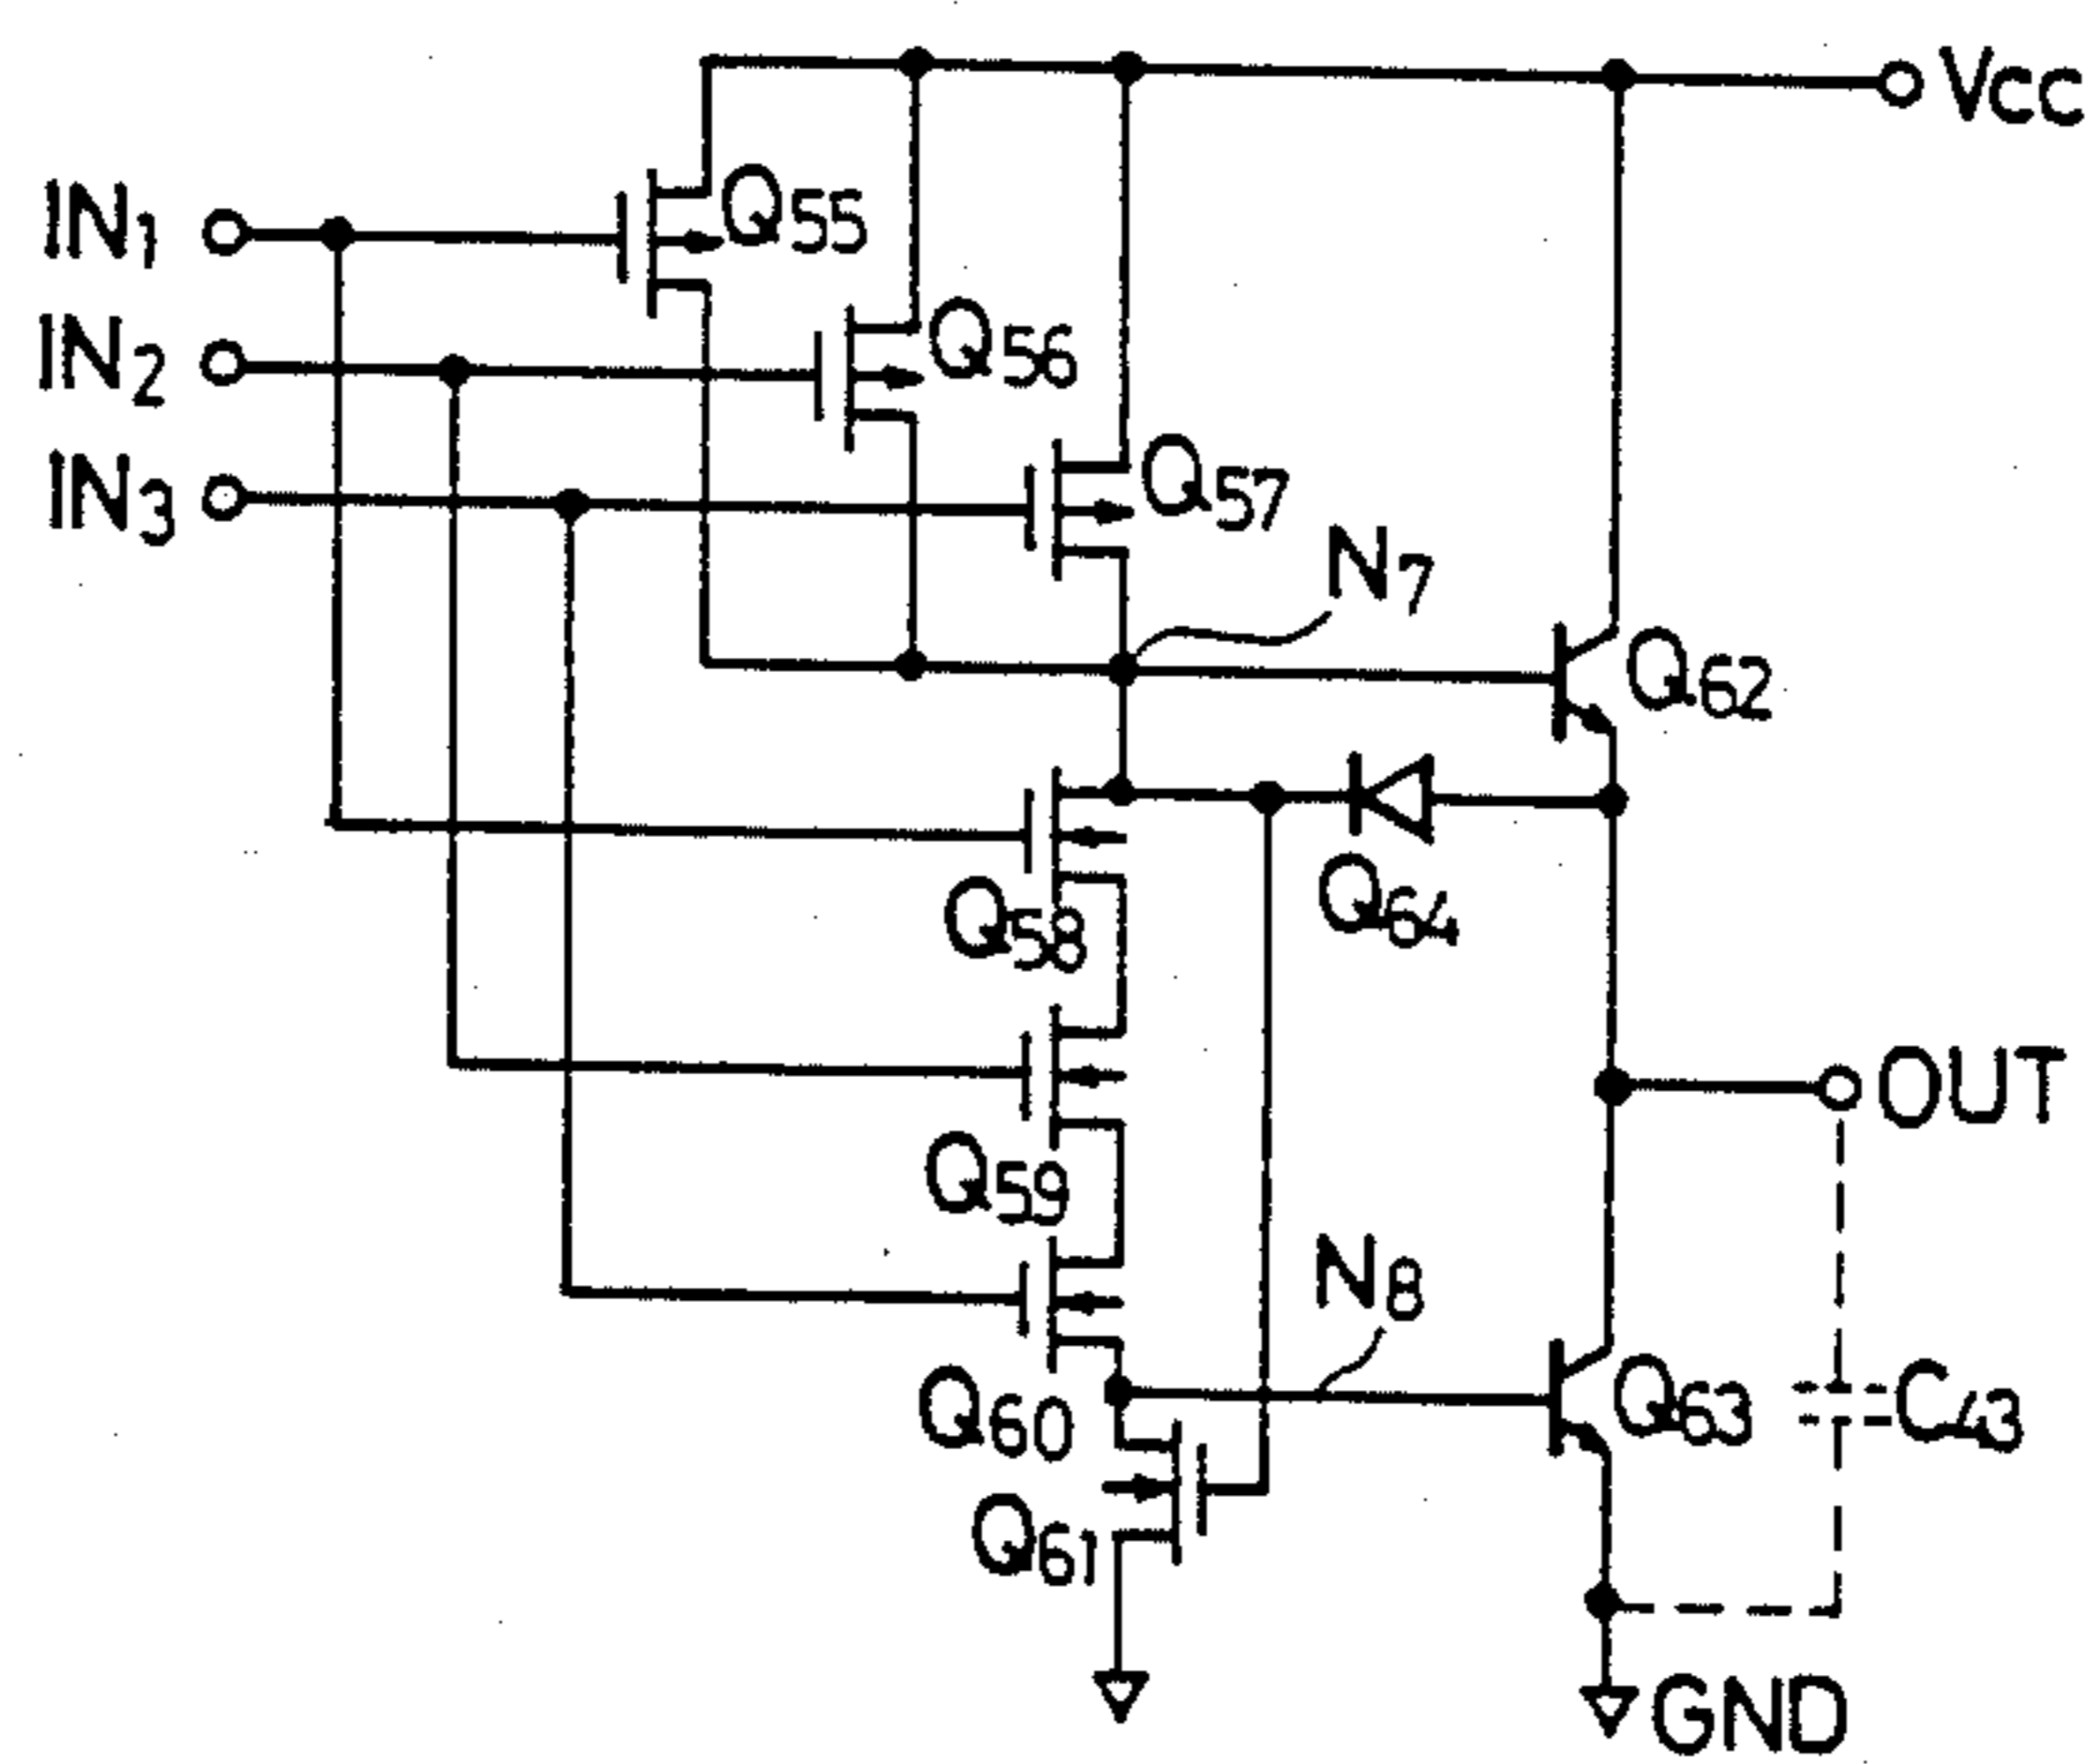 Vcc
IN1
Q55
IN2
Q56
IN3
Q57
N7
Q62
Q64
Q58
OUT
Q59
N8
Q60
Q63
C43
Q61
GND